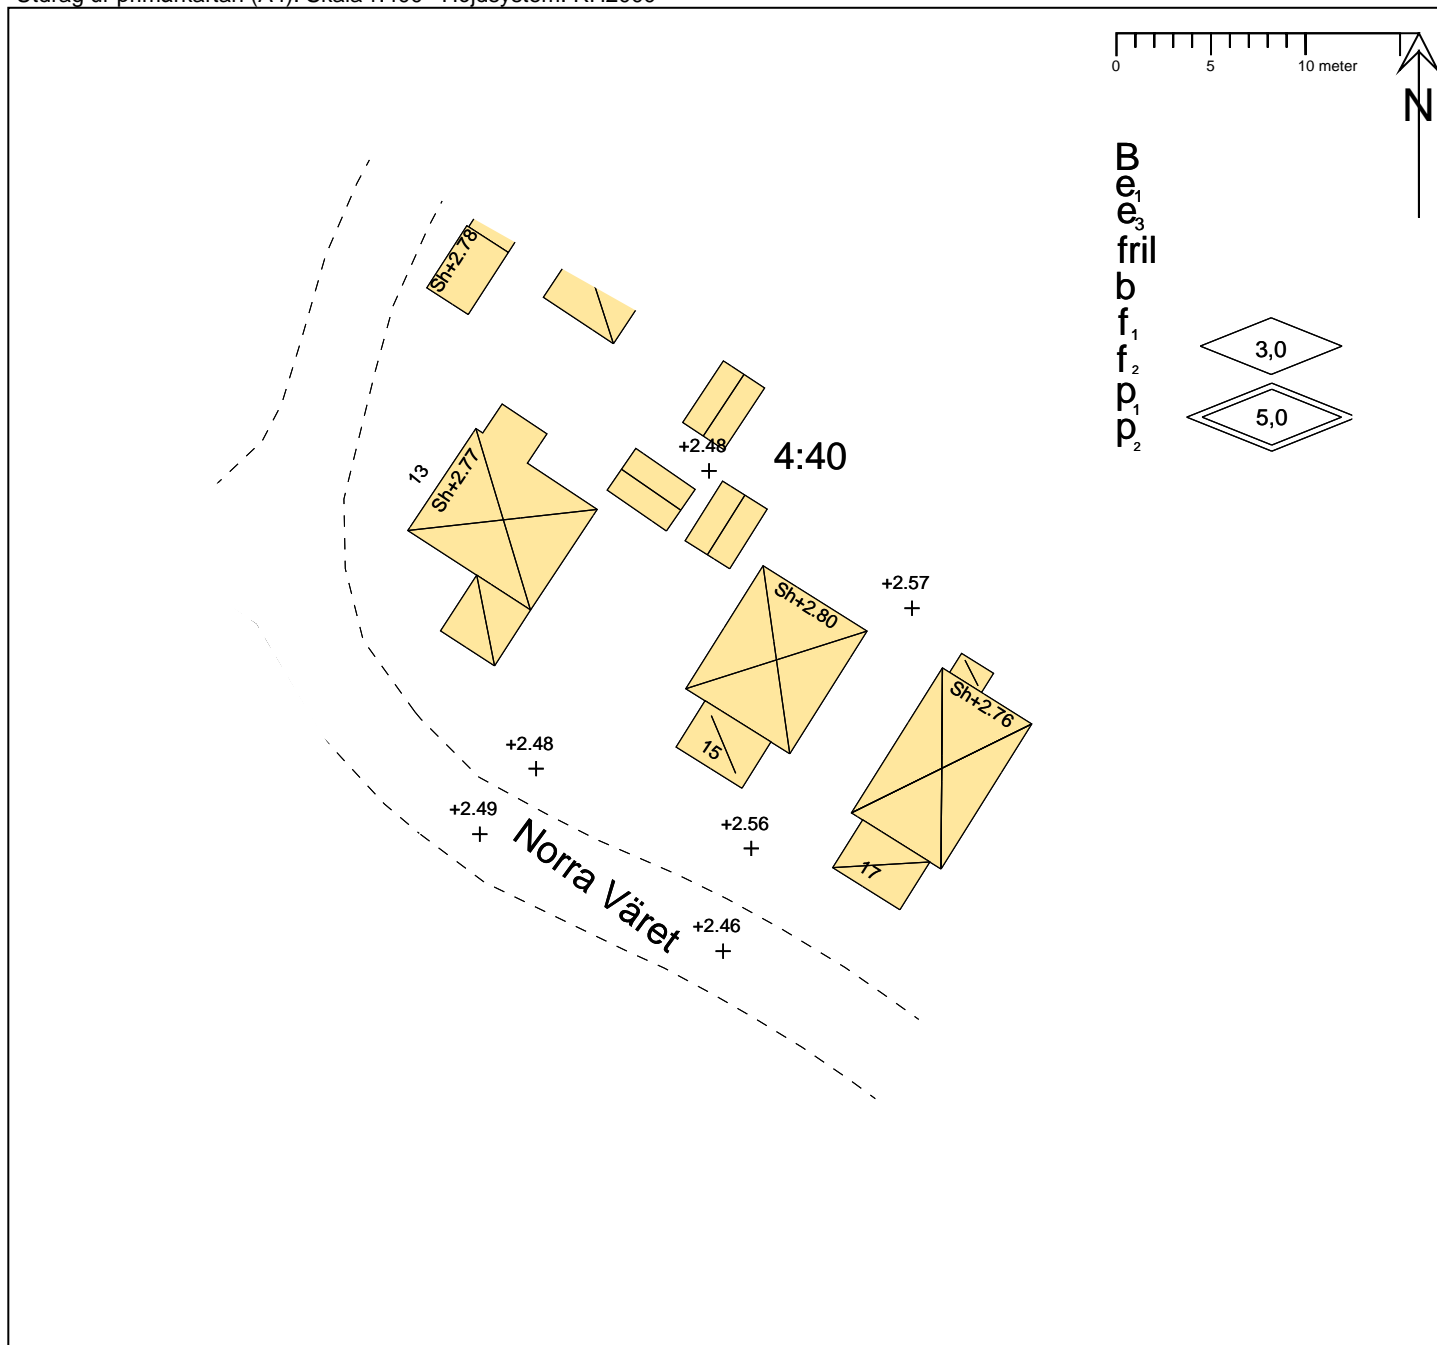 0 5 10 meter
N
B
e1
e3
fril
b
f1
3,0
f2
p1
5,0
p2
Sh+2.78
+2.48
4:40
13
Sh+2.77
+2.57
Sh+2.80
Sh+2.76
15
+2.48
+2.49
+2.56
17
Norra Väret
+2.46